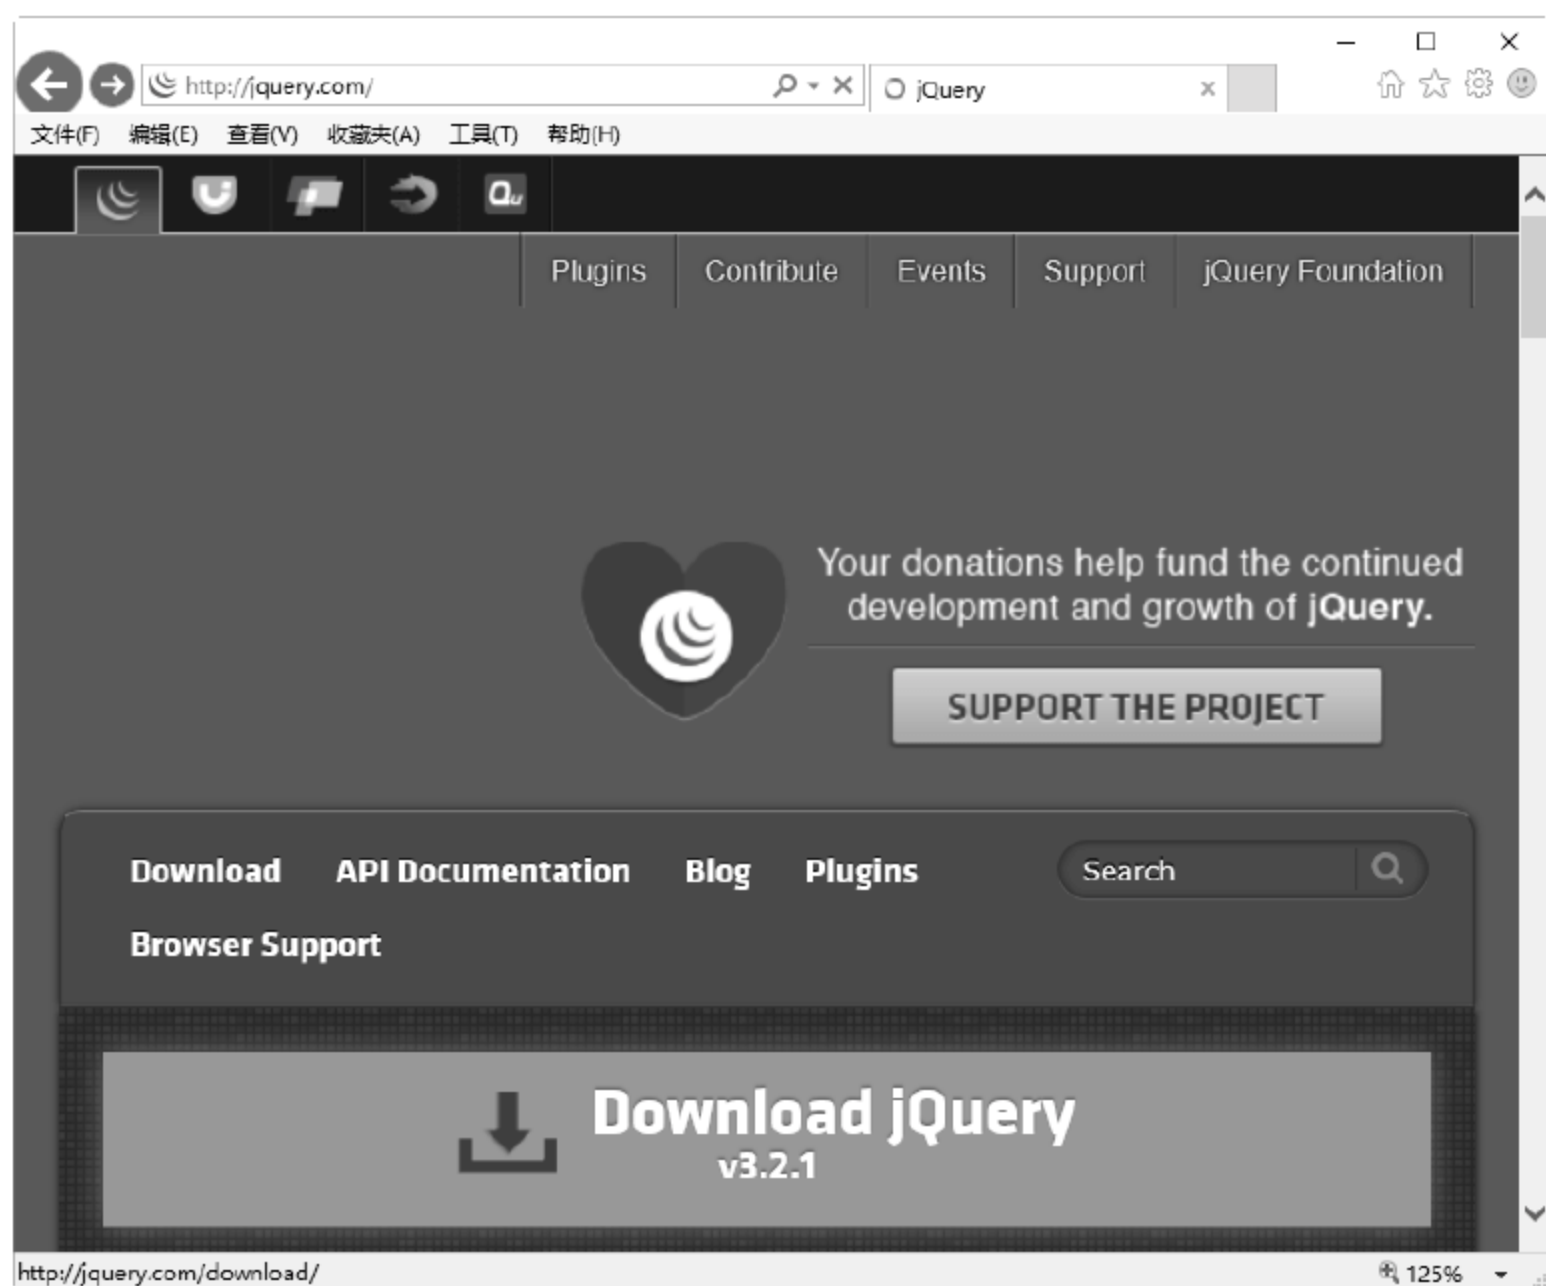 http://jquery.com/
jQuery
文件(F) 编辑(E) 查看(V) 收藏夹(A) 工具(T) 帮助(H)
Qu
Plugins Contribute Events Support jQuery Foundation
Your donations help fund the continued
development and growth of jQuery.
SUPPORT THE PROJECT
Download API Documentation Blog Plugins Search
Browser Support
Download jQuery
v3.2.1
http://jquery.com/download/ 125%